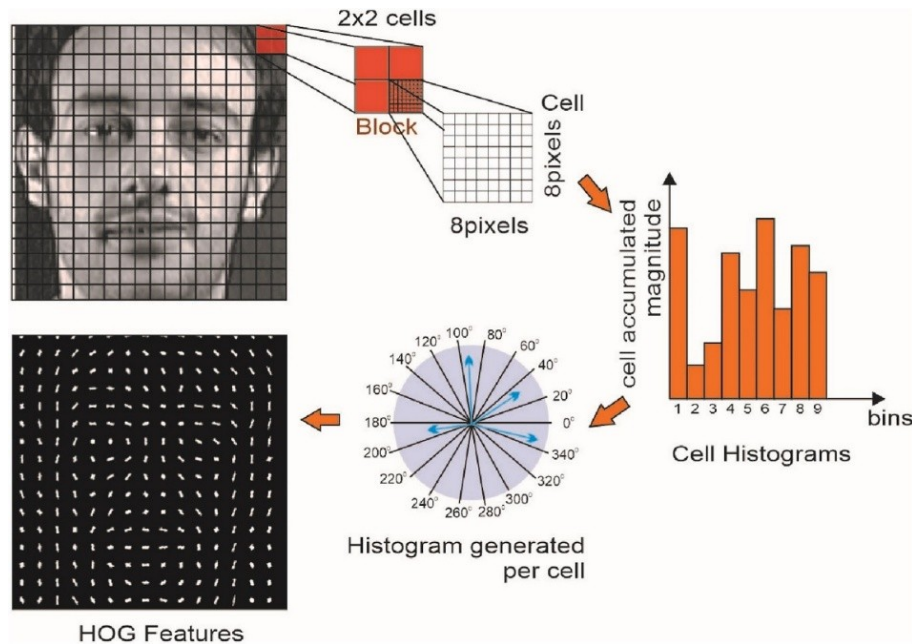 2x2 cells
Block
Cell
8pixels
8pixels
cell accumulated
magnitude
1 2 3 4 5 6 7 8 9
bins
Cell Histograms
100° 80°
120° 60°
140° 40°
160° 20°
180° 0°
200° 340°
220° 320°
240° 300°
260° 280°
Histogram generated
per cell
HOG Features